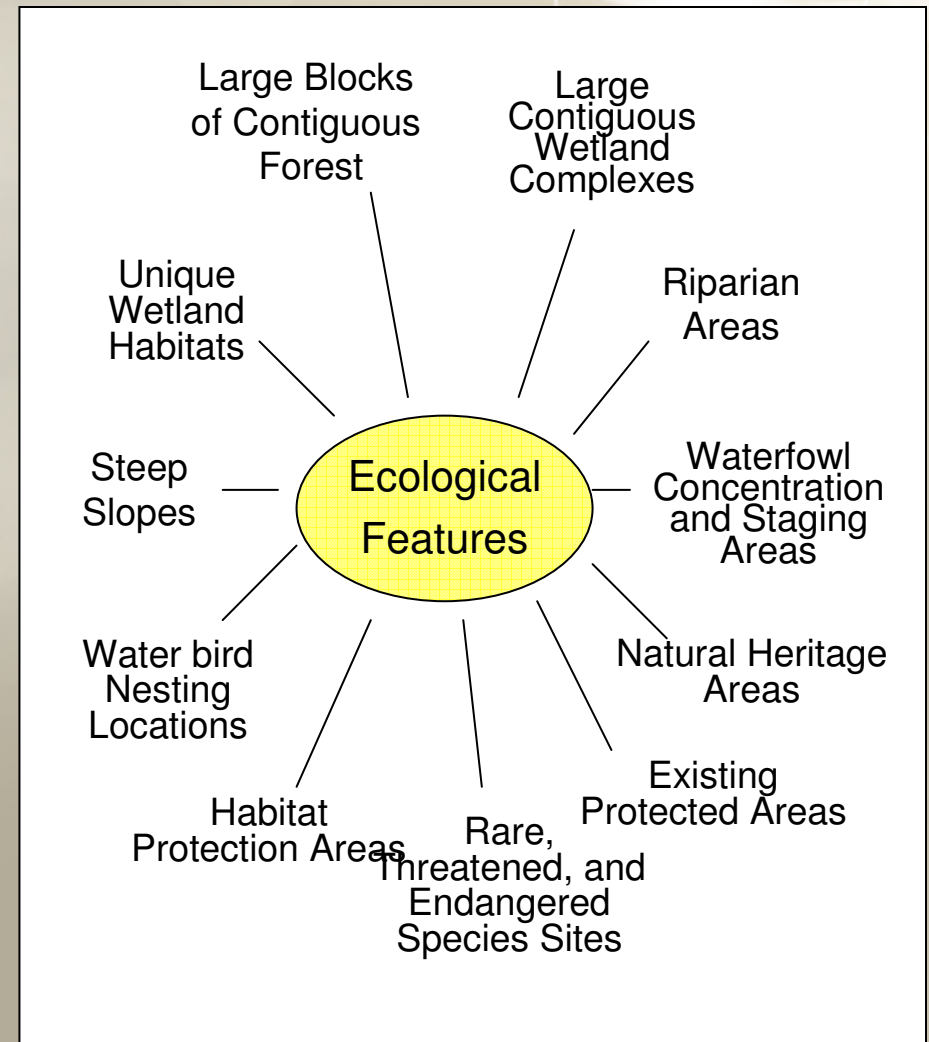 Large Blocks
of Contiguous
Forest
Large
Contiguous
Wetland
Complexes
Unique
Wetland
Habitats
Riparian
Areas
Steep
Slopes
Ecological
Features
Waterfowl
Concentration
and Staging
Areas
Water bird
Nesting
Locations
Natural Heritage
Areas
Habitat
Protection Areas
Rare,
Threatened, and
Endangered
Species Sites
Existing
Protected Areas